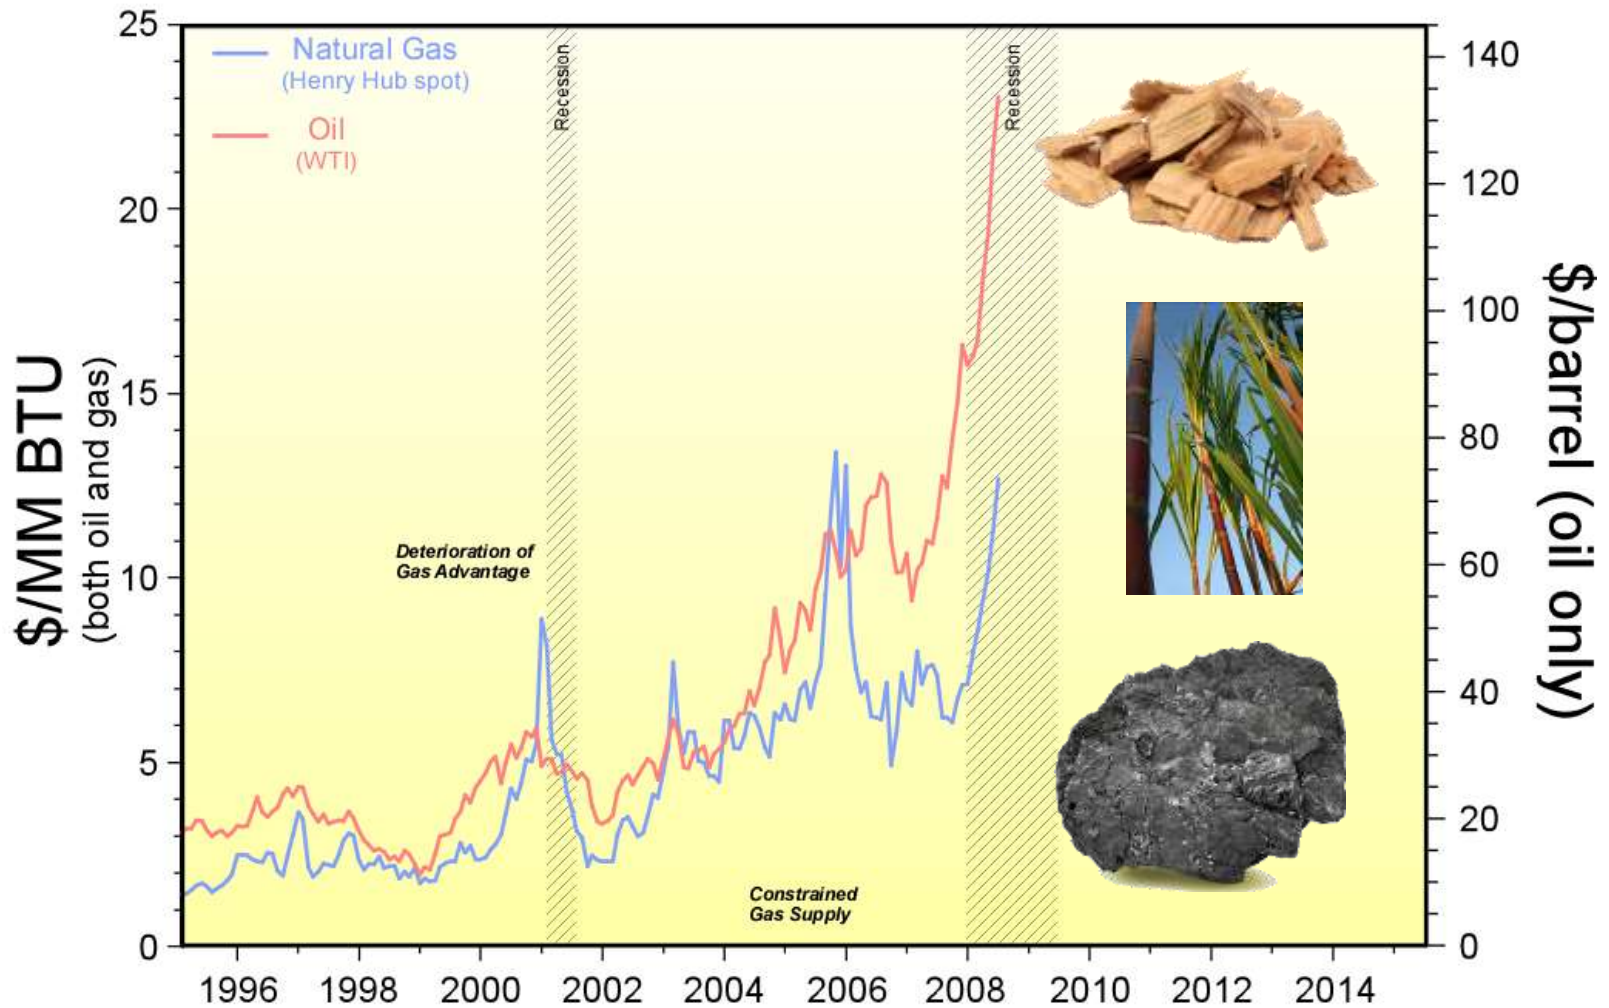 25
20
15
10
5
0
$/MM BTU
(both oil and gas)
Natural Gas
(Henry Hub spot)
Oil
(WTI)
Recession
Recession
Deterioration of
Gas Advantage
Constrained
Gas Supply
140
120
100
80
60
40
20
0
$/barrel (oil only)
1996 1998 2000 2002 2004 2006 2008 2010 2012 2014